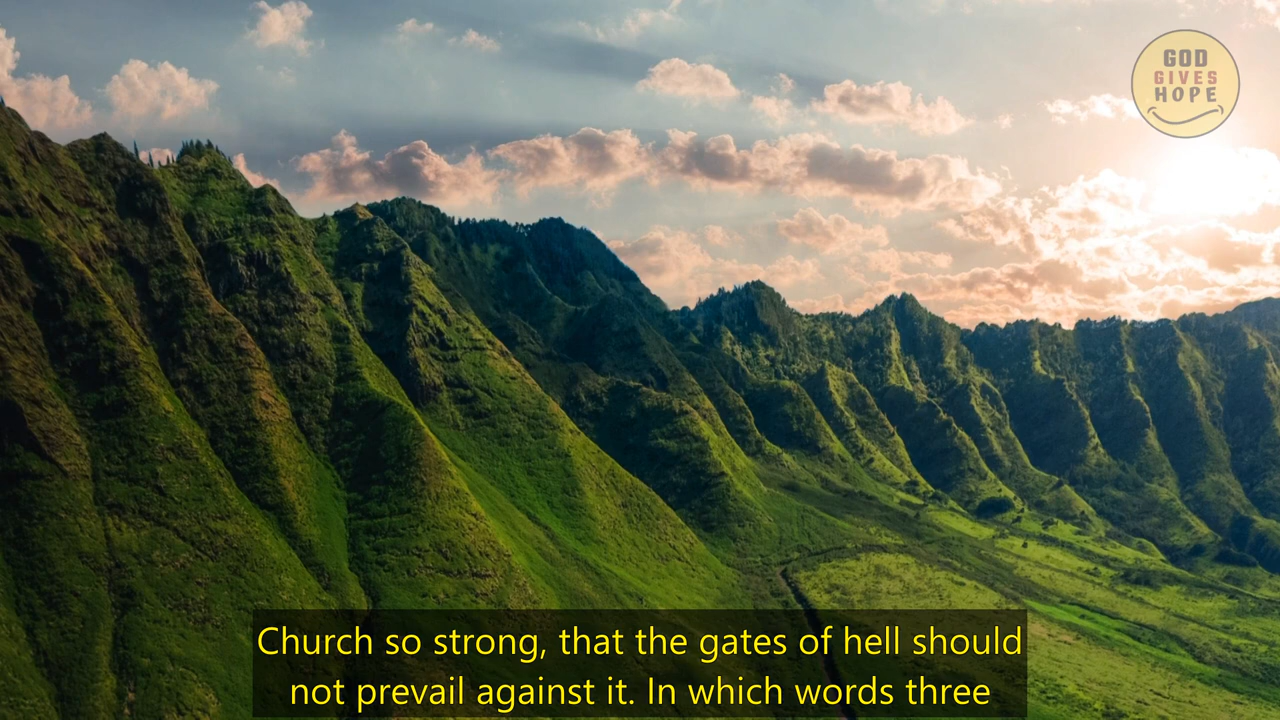 GOD
GIVES
HOPE
Church so strong, that the gates of hell should
not prevail against it. In which words three